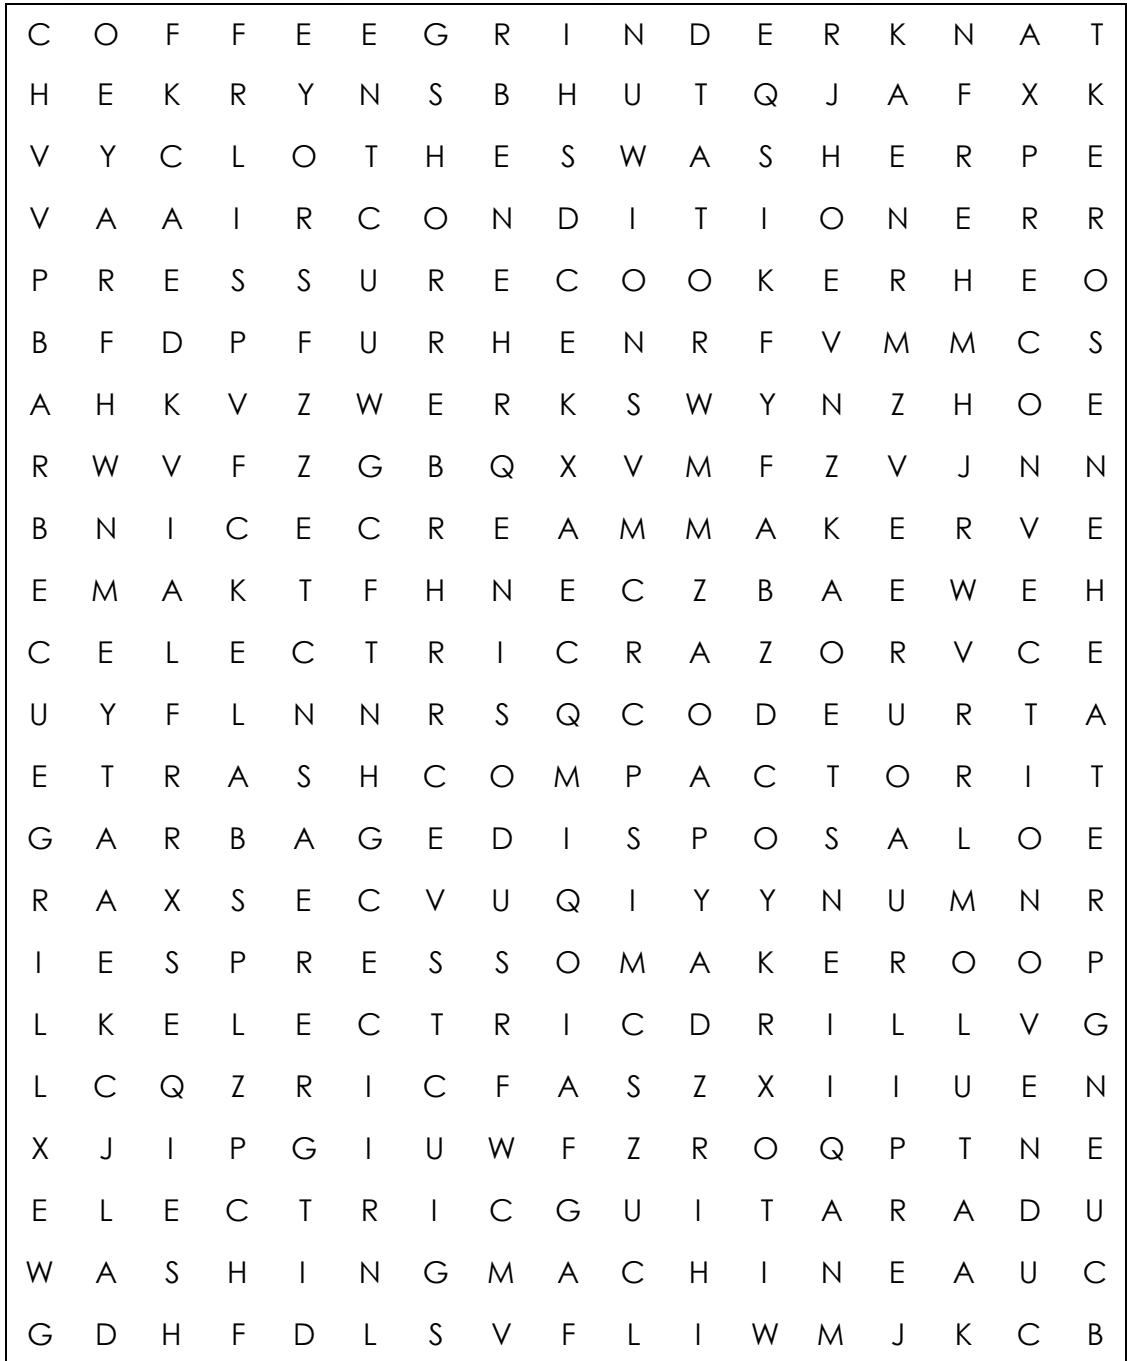 C O F F E E G R I N D E R K N A T
H E K R Y N S B H U T Q J A F X K
V Y C L O T H E S W A S H E R P E
V A A I R C O N D I T I O N E R R
P R E S S U R E C O O K E R H E O
B F D P F U R H E N R F V M M C S
A H K V Z W E R K S W Y N Z H O E
R W V F Z G B Q X V M F Z V J N N
B N I C E C R E A M M A K E R V E
E M A K T F H N E C Z B A E W E H
C E L E C T R I C R A Z O R V C E
U Y F L N N R S Q C O D E U R T A
E T R A S H C O M P A C T O R I T
G A R B A G E D I S P O S A L O E
R A X S E C V U Q I Y Y N U M N R
I E S P R E S S O M A K E R O O P
L K E L E C T R I C D R I L L V G
L C Q Z R I C F A S Z X I I U E N
X J I P G I U W F Z R O Q P T N E
E L E C T R I C G U I T A R A D U
W A S H I N G M A C H I N E A U C
G D H F D L S V F L I W M J K C B